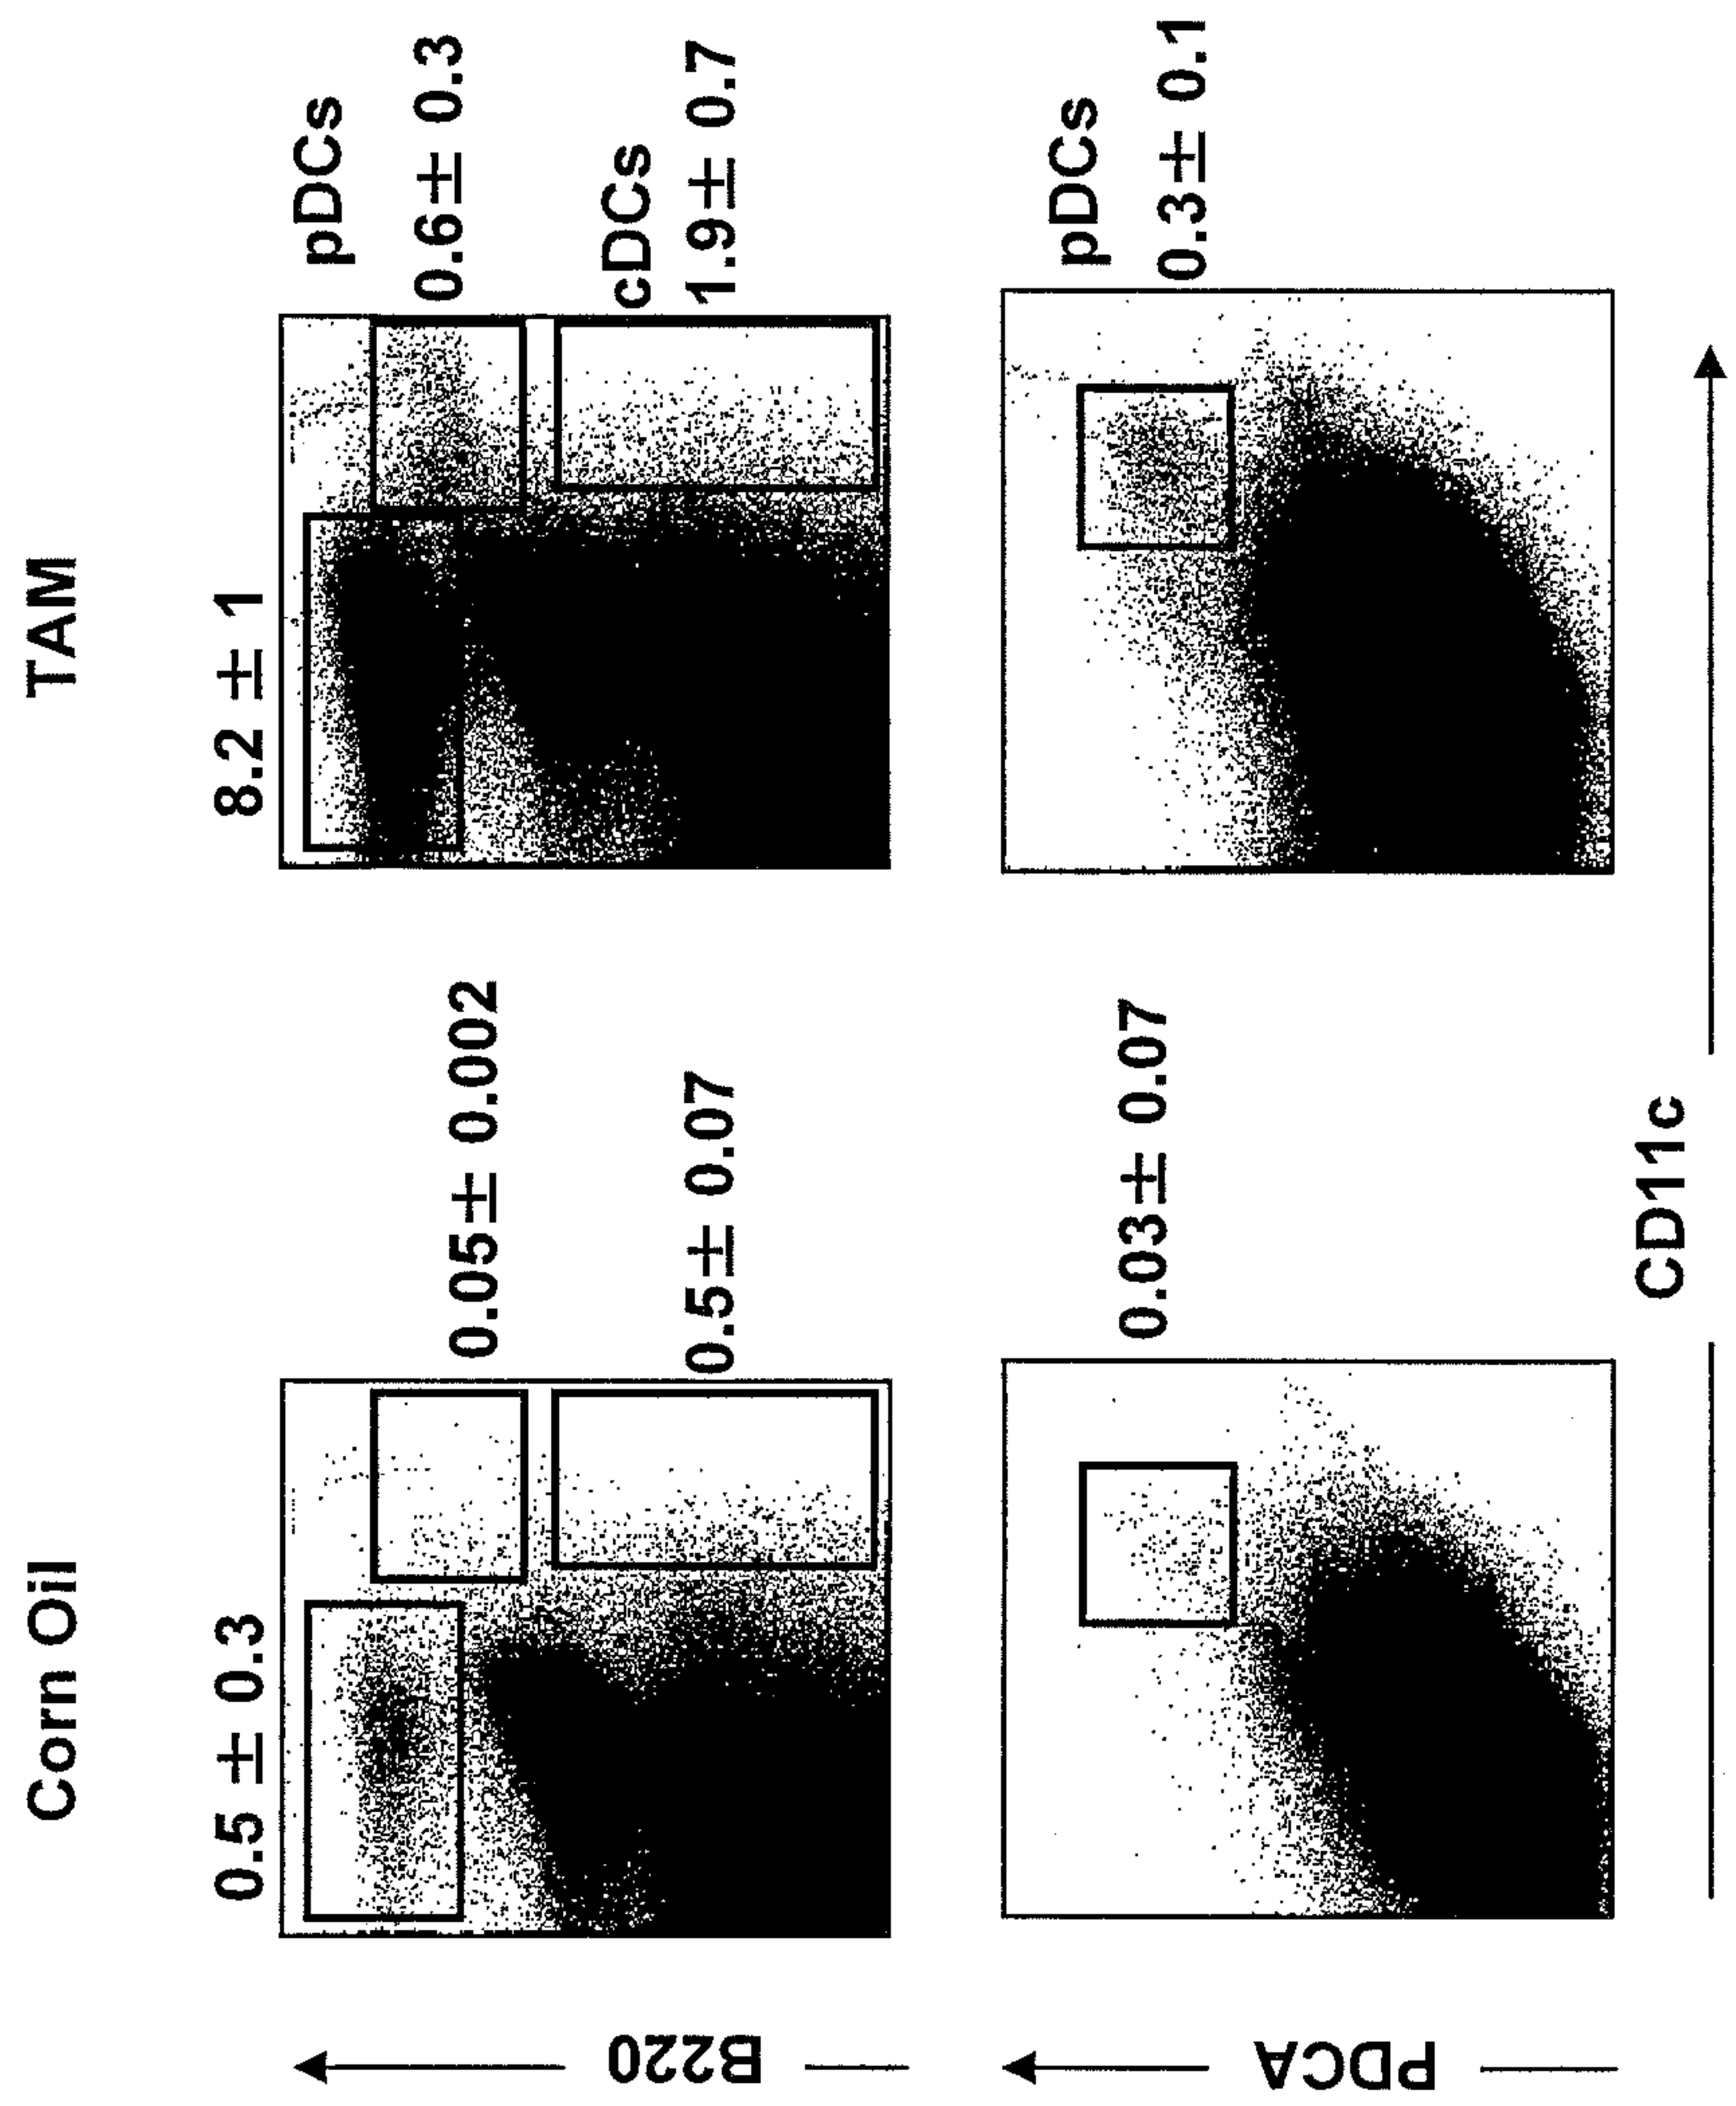 Corn Oil
TAM
0.5 ± 0.3
8.2 ± 1
B220
0.05± 0.002
0.5± 0.07
pDCs
0.6± 0.3
cDCs
1.9± 0.7
PDCA
0.03± 0.07
pDCs
0.3± 0.1
CD11c